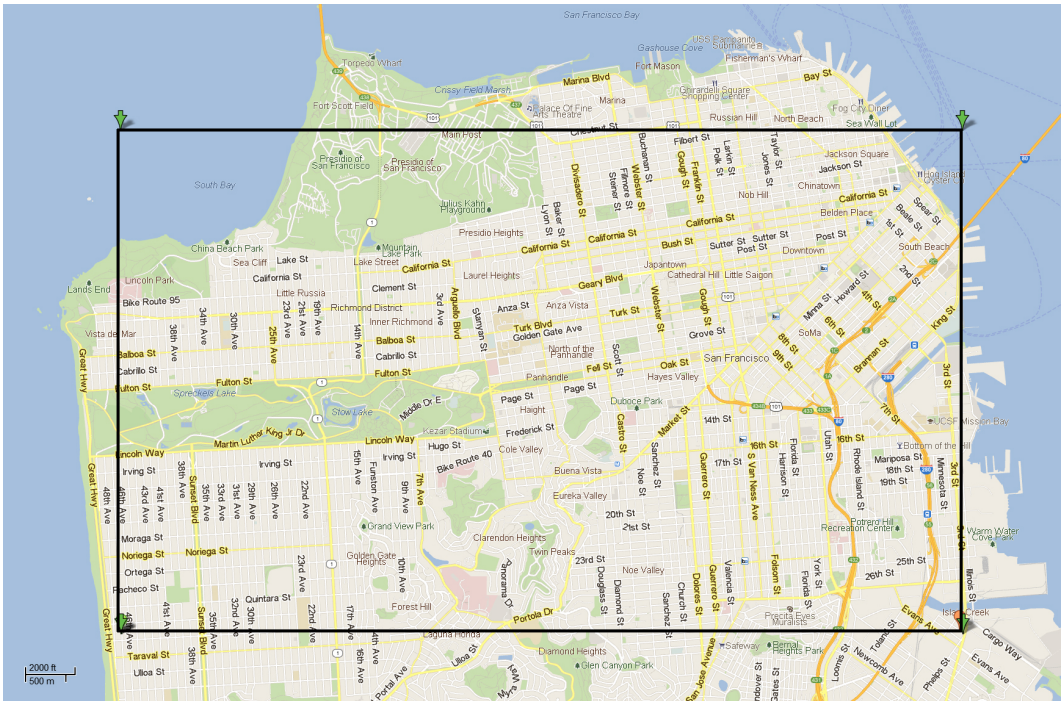 San Francisco Bay
USS Pampanito
Submarine
Gashouse Cove
Fisherman's Wharf
Torpedo Wharf
Fort Mason
Marina Blvd
Bay St
Crissy Field Marsh
Ghirardelli Square
Shopping Center
Fort Scott Field
Palace Of Fine
Arts Theatre
Marina
Fog City Diner
101
Russian Hill
North Beach
Sea Wall Lot
Main Post
Chestnut St
Filbert St
Presidio of
San Francisco
Presidio of
San Francisco
Buchanan St
Larkin St
Polk St
Taylor St
Jones St
Jackson Square
Jackson St
80
South Bay
Divisadero St
Fillmore St
Steiner St
Webster St
Gough St
Franklin St
Nob Hill
Chinatown
Hog Island
Julius Kahn
Playground
Baker St
Lyon St
California St
Belden Place
Spear St
Beale St
1st St
Presidio Heights
California St
California St
California St
Bush St
Sutter St
Sutter St
Post St
Post St
South Beach
China Beach Park
Mountain
Lake Park
Sea Cliff
Lake St
Lake Street
California St
California St
Japantown
Downtown
Lincoln Park
Laurel Heights
Cathedral Hill
Little Saigon
2nd St
Lands End
Little Russia
Clement St
Geary Blvd
Howard St
Minna St
4th St
Bike Route 95
34th Ave
30th Ave
23rd Ave
21st Ave
19th Ave
Richmond District
3rd Ave
Arguello Blvd
Anza St
Anza Vista
Turk St
Webster St
Gough St
101
King St
Vista del Mar
38th Ave
25th Ave
14th Ave
Inner Richmond
Stanyan St
Turk Blvd
Golden Gate Ave
Grove St
SoMa
6th St
8th St
9th St
Balboa St
Balboa St
Cabrillo St
Cabrillo St
North of the
Panhandle
Scott St
San Francisco
Brannan St
Great Hwy
Fulton St
Fulton St
Fulton St
Fell St
Oak St
Hayes Valley
3rd St
Spreckels Lake
Stow Lake
Middle Dr E
Panhandle
Page St
Page St
Duboce Park
Market St
14th St
7th St
Haight
Martin Luther King Jr Dr
Kezar Stadium
Frederick St
Castro St
UCSF Mission Bay
Lincoln Way
Lincoln Way
Hugo St
Cole Valley
16th St
16th St
Bottom of the Hill
Irving St
Irving St
Irving St
Bike Route 40
Buena Vista
Noe St
Sanchez St
Guerrero St
17th St
S Van Ness Ave
Harrison St
Florida St
Utah St
Rhode Island St
Mariposa St
18th St
19th St
Minnesota St
3rd St
Great Hwy
48th Ave
46th Ave
43rd Ave
41st Ave
38th Ave
Sunset Blvd
35th Ave
33rd Ave
31st Ave
28th Ave
26th Ave
22nd Ave
15th Ave
Funston Ave
9th Ave
7th Ave
Eureka Valley
20th St
21st St
Moraga St
Grand View Park
Clarendon Heights
Potrero Hill
Recreation Center
3rd St
Warm Water
Cove Park
Noriega St
Noriega St
Golden Gate
Heights
Twin Peaks
23rd St
Noe Valley
Valencia St
Folsom St
York St
Florida St
25th St
26th St
Illinois St
Ortega St
Pacheco St
23rd Ave
10th Ave
Panorama Dr
Douglass St
Diamond St
Sanchez St
Church St
Dolores St
Guerrero St
Quintara St
Forest Hill
Portola Dr
Precita Eyes
Muralists
Islais Creek
Great Hwy
46th Ave
41st Ave
Sunset Blvd
36th Ave
32nd Ave
30th Ave
22nd Ave
17th Ave
16th Ave
14th Ave
Evans Ave
Cargo Way
Taraval St
Laguna Honda
Diamond Heights
Safeway
Bernal
Heights Park
Toland St
Ulloa St
Ulloa St
Glen Canyon Park
San Jose Avenue
Loomis St
Newcomb Ave
Phelps St
Evans Ave
2000 ft
500 m